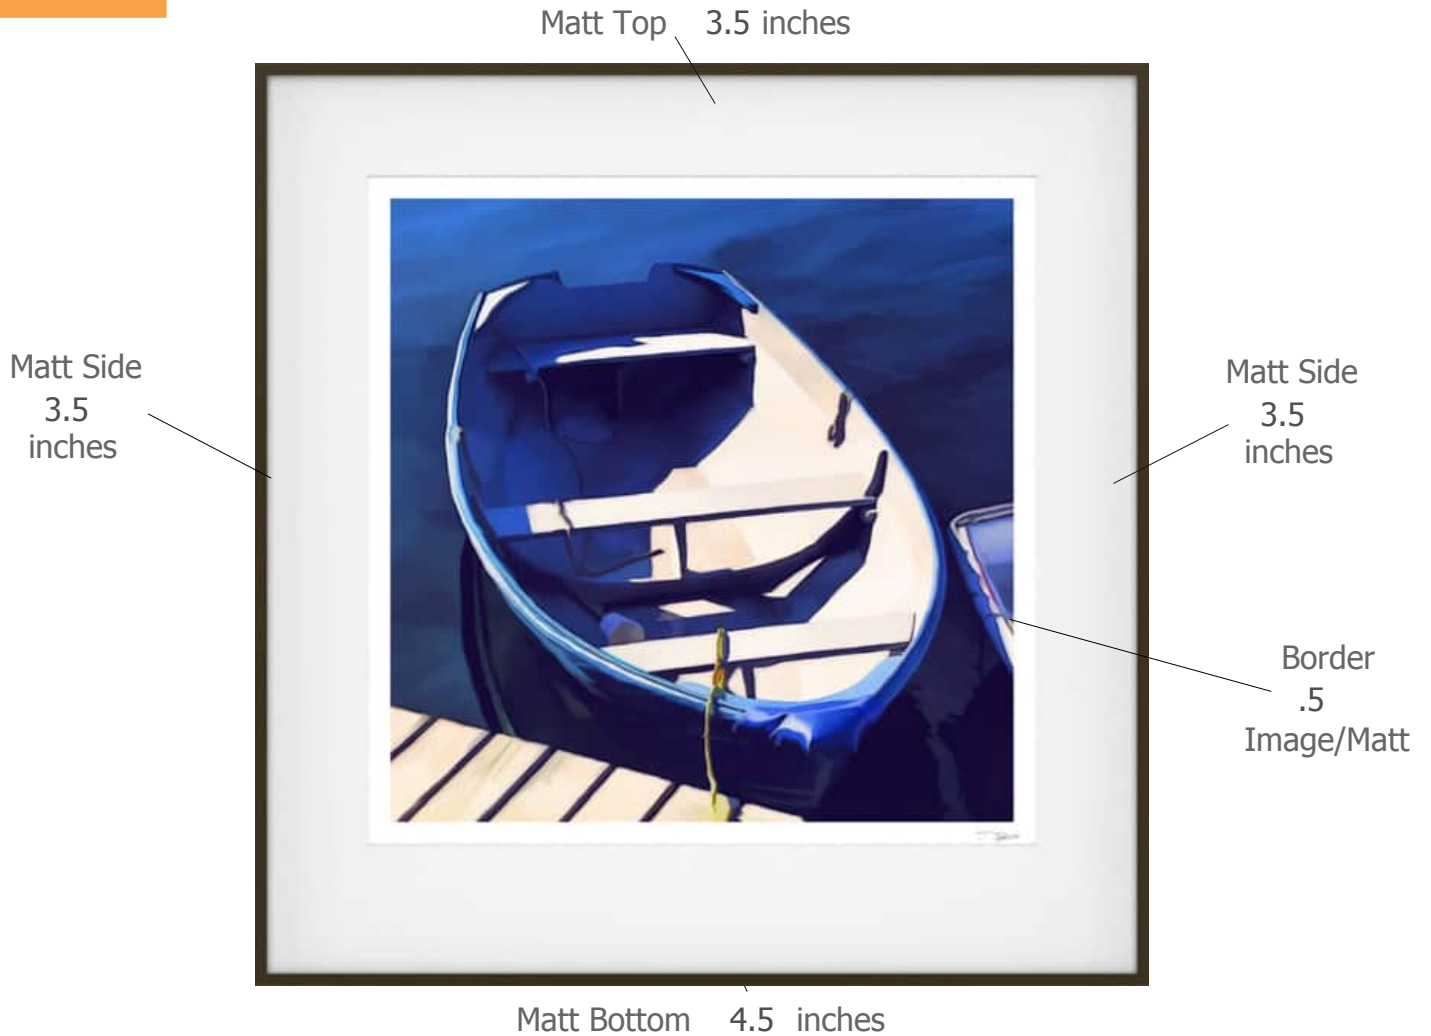 Matt Top 3.5 inches
Matt Side
3.5
inches
Matt Side
3.5
inches
Border
.5
Image/Matt
Matt Bottom 4.5 inches